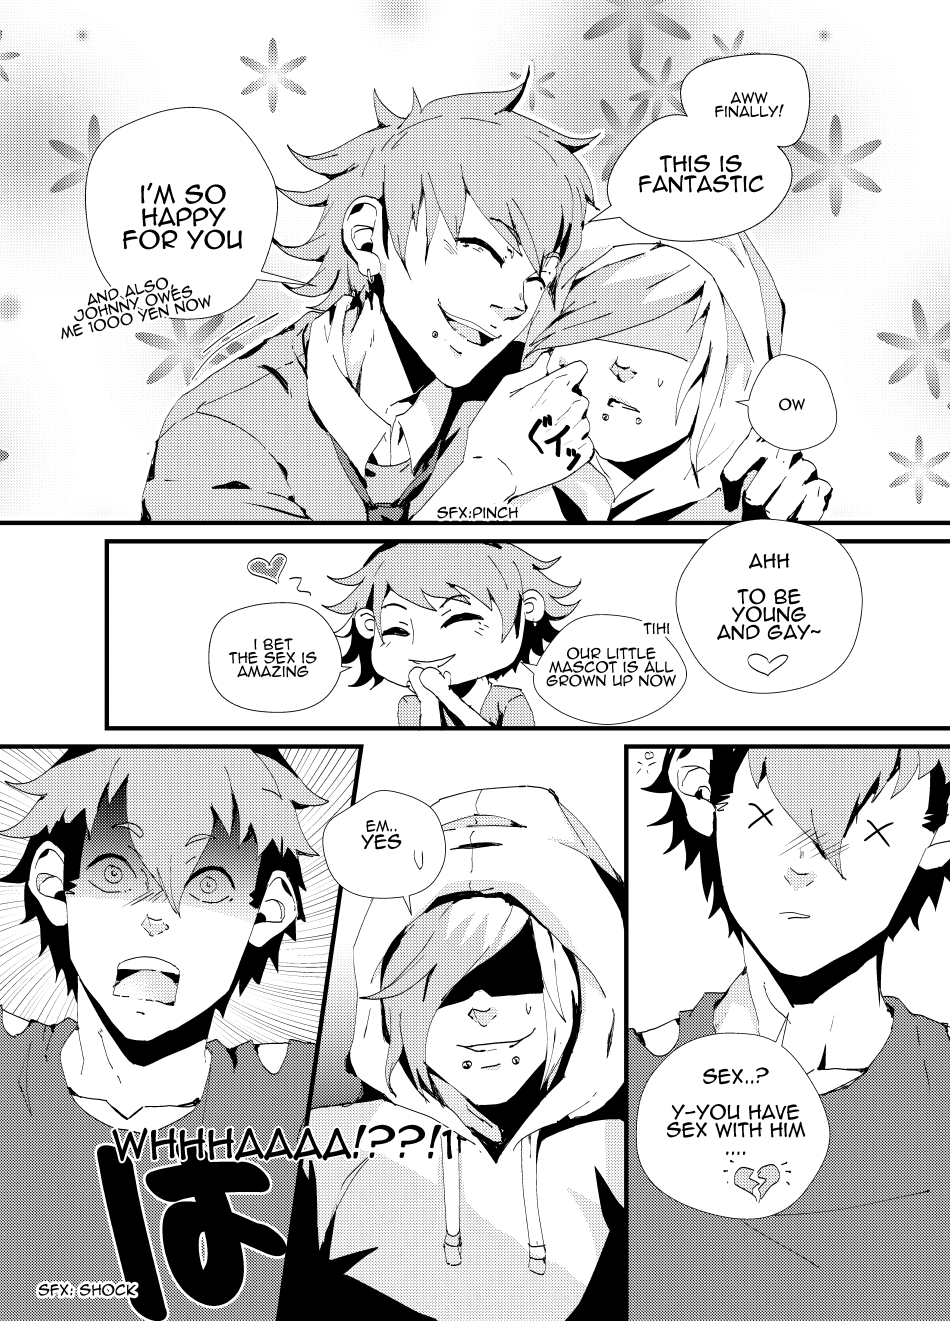 I'M SO
HAPPY
FOR YOU
AND ALSO,
JOHNNY OWES
ME 1000 YEN NOW
AWW
FINALLY!
THIS IS
FANTASTIC
OW
グイッ
SFX:PINCH
I BET
THE SEX IS
AMAZING
TIHI
OUR LITTLE
MASCOT IS ALL
GROWN UP NOW
AHH
TO BE
YOUNG
AND GAY~
WHHHAAAA!??!1
は
SFX: SHOCK
EM..
YES
SEX..?
Y-YOU HAVE
SEX WITH HIM
....